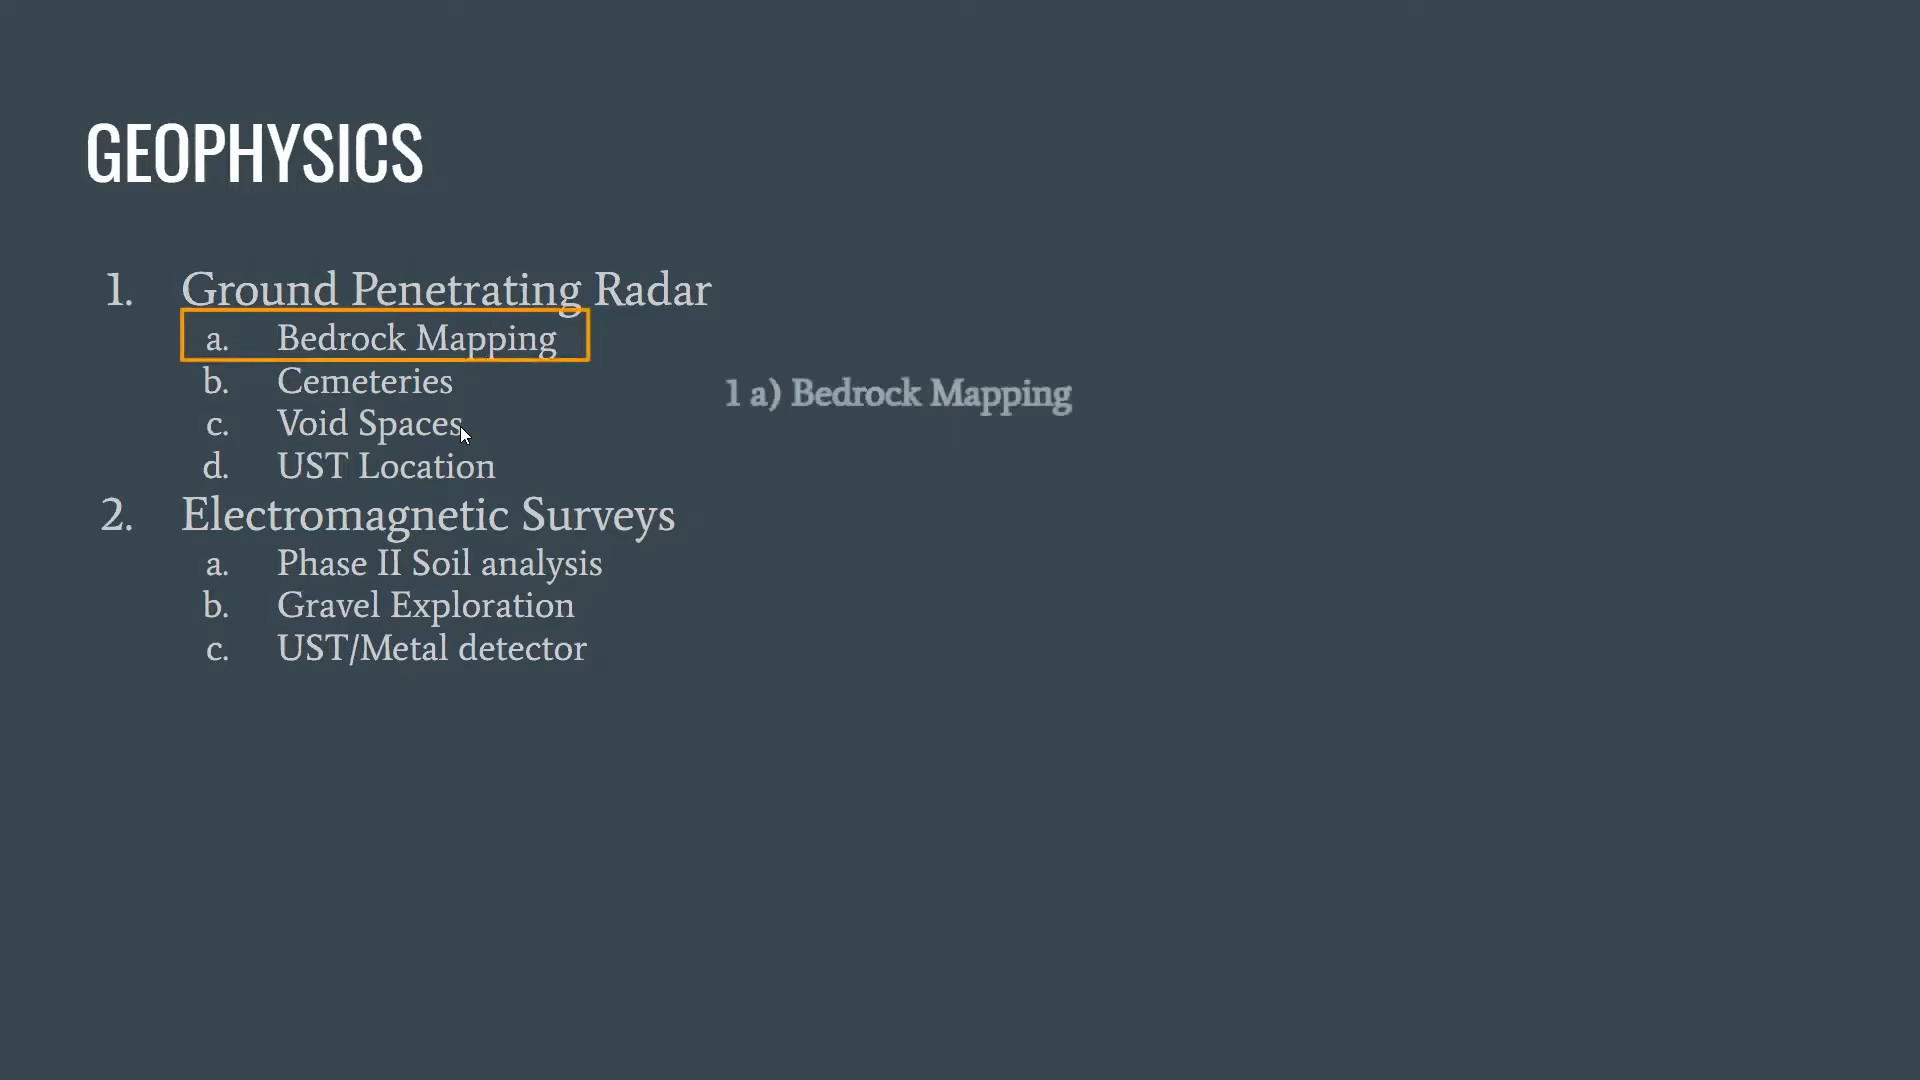 GEOPHYSICS
1. Ground Penetrating Radar
a. Bedrock Mapping
b. Cemeteries
c. Void Spaces
d. UST Location
2. Electromagnetic Surveys
a. Phase II Soil analysis
b. Gravel Exploration
c. UST/Metal detector
1 a) Bedrock Mapping